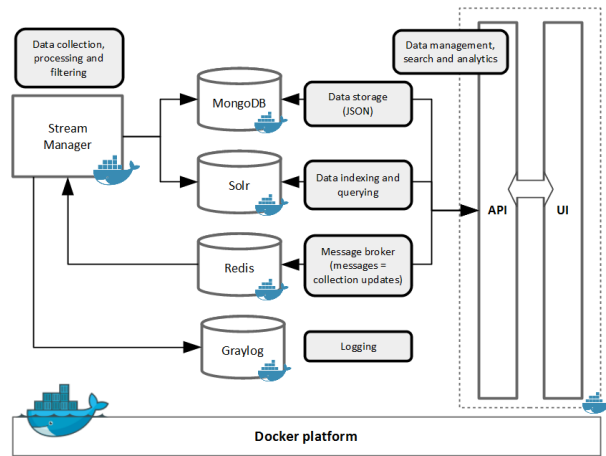 Data collection,
processing and
filtering
Data management,
search and analytics
Stream
Manager
MongoDB
Data storage
(JSON)
Solr
Data indexing and
querying
API
UI
Redis
Message broker
(messages =
collection updates)
Graylog
Logging
Docker platform